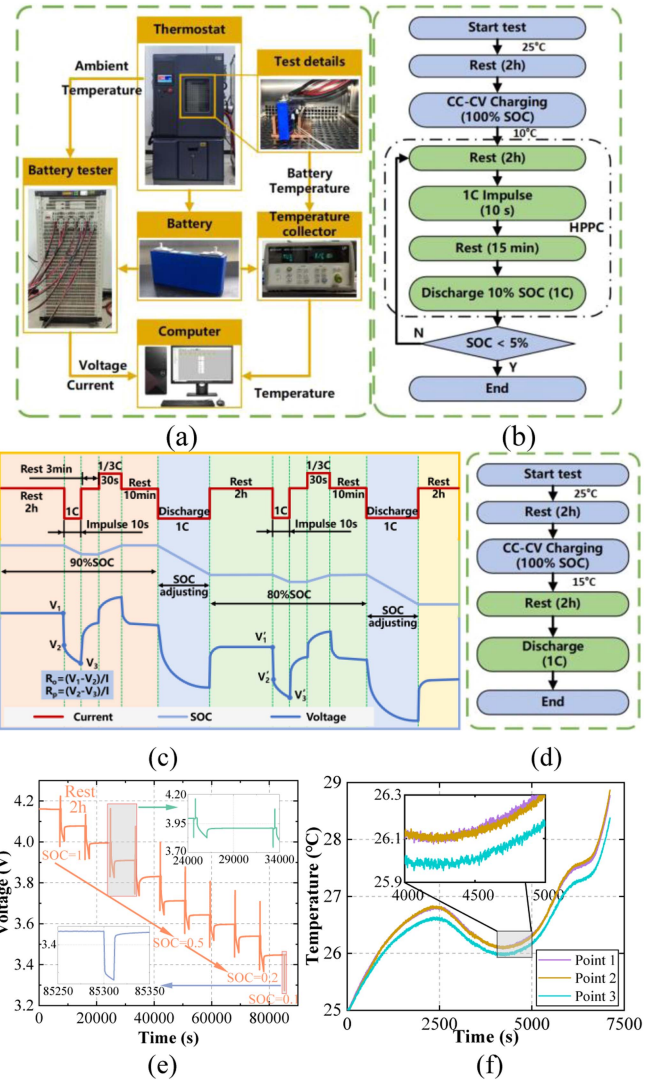 Thermostat
Test details
Ambient
Temperature
Battery tester
Battery
Temperature
Battery
Temperature
collector
Computer
Voltage
Current
Temperature
(a)
Start test
25°C
Rest (2h)
CC-CV Charging
(100% SOC)
10°C
Rest (2h)
1C Impulse
(10 s)
HPPC
Rest (15 min)
Discharge 10% SOC (1C)
N
SOC < 5%
Y
End
(b)
Rest 3min
1/3C
30s
Rest
2h
1C
Rest
10min
Impulse 10s
Discharge
1C
Rest
2h
1C
1/3C
30s
Rest
10min
Impulse 10s
Discharge
1C
Rest
2h
90%SOC
SOC
adjusting
80%SOC
SOC
adjusting
V₁
V₂
V₃
V₁'
V₂'
V₃'
Rₒ=(V₁-V₂)/I
Rₚ=(V₂-V₃)/I
Current
SOC
Voltage
(c)
Start test
25°C
Rest (2h)
CC-CV Charging
(100% SOC)
15°C
Rest (2h)
Discharge
(1C)
End
(d)
Voltage (V)
4.2
4.0
3.8
3.6
3.4
3.2
0
20000
40000
60000
80000
Time (s)
Rest
2h
SOC=1
SOC=0.5
SOC=0.2
SOC=0.1
4.20
3.90
3.70
24000
29000
34000
3.4
85250
85300
85350
(e)
Temperature (°C)
29
28
27
26
25
0
2500
5000
7500
Time (s)
26.3
26.1
25.9
4000
4500
5000
Point 1
Point 2
Point 3
(f)